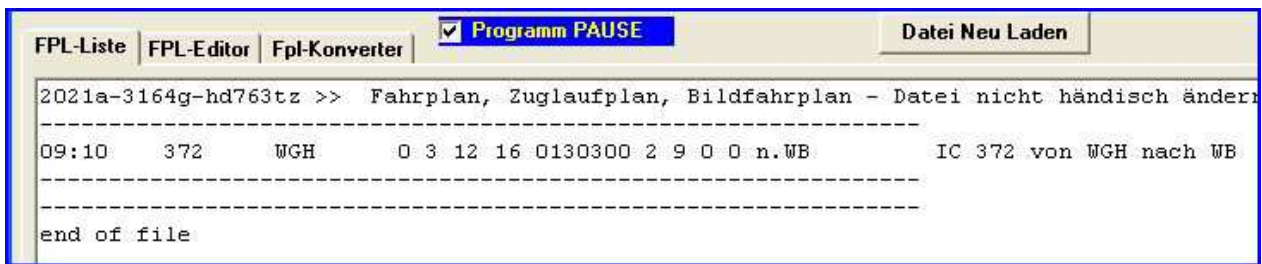 Programm PAUSE
Datei Neu Laden
FPL-Liste FPL-Editor Fpl-Konverter
2021a-3164g-hd763tz >> Fahrplan, Zuglaufplan, Bildfahrplan - Datei nicht händisch ändern
-----------------------------------------------------------------
09:10 372 WGH 0 3 12 16 0130300 2 9 0 0 n.WB IC 372 von WGH nach WB
-----------------------------------------------------------------
-----------------------------------------------------------------
end of file